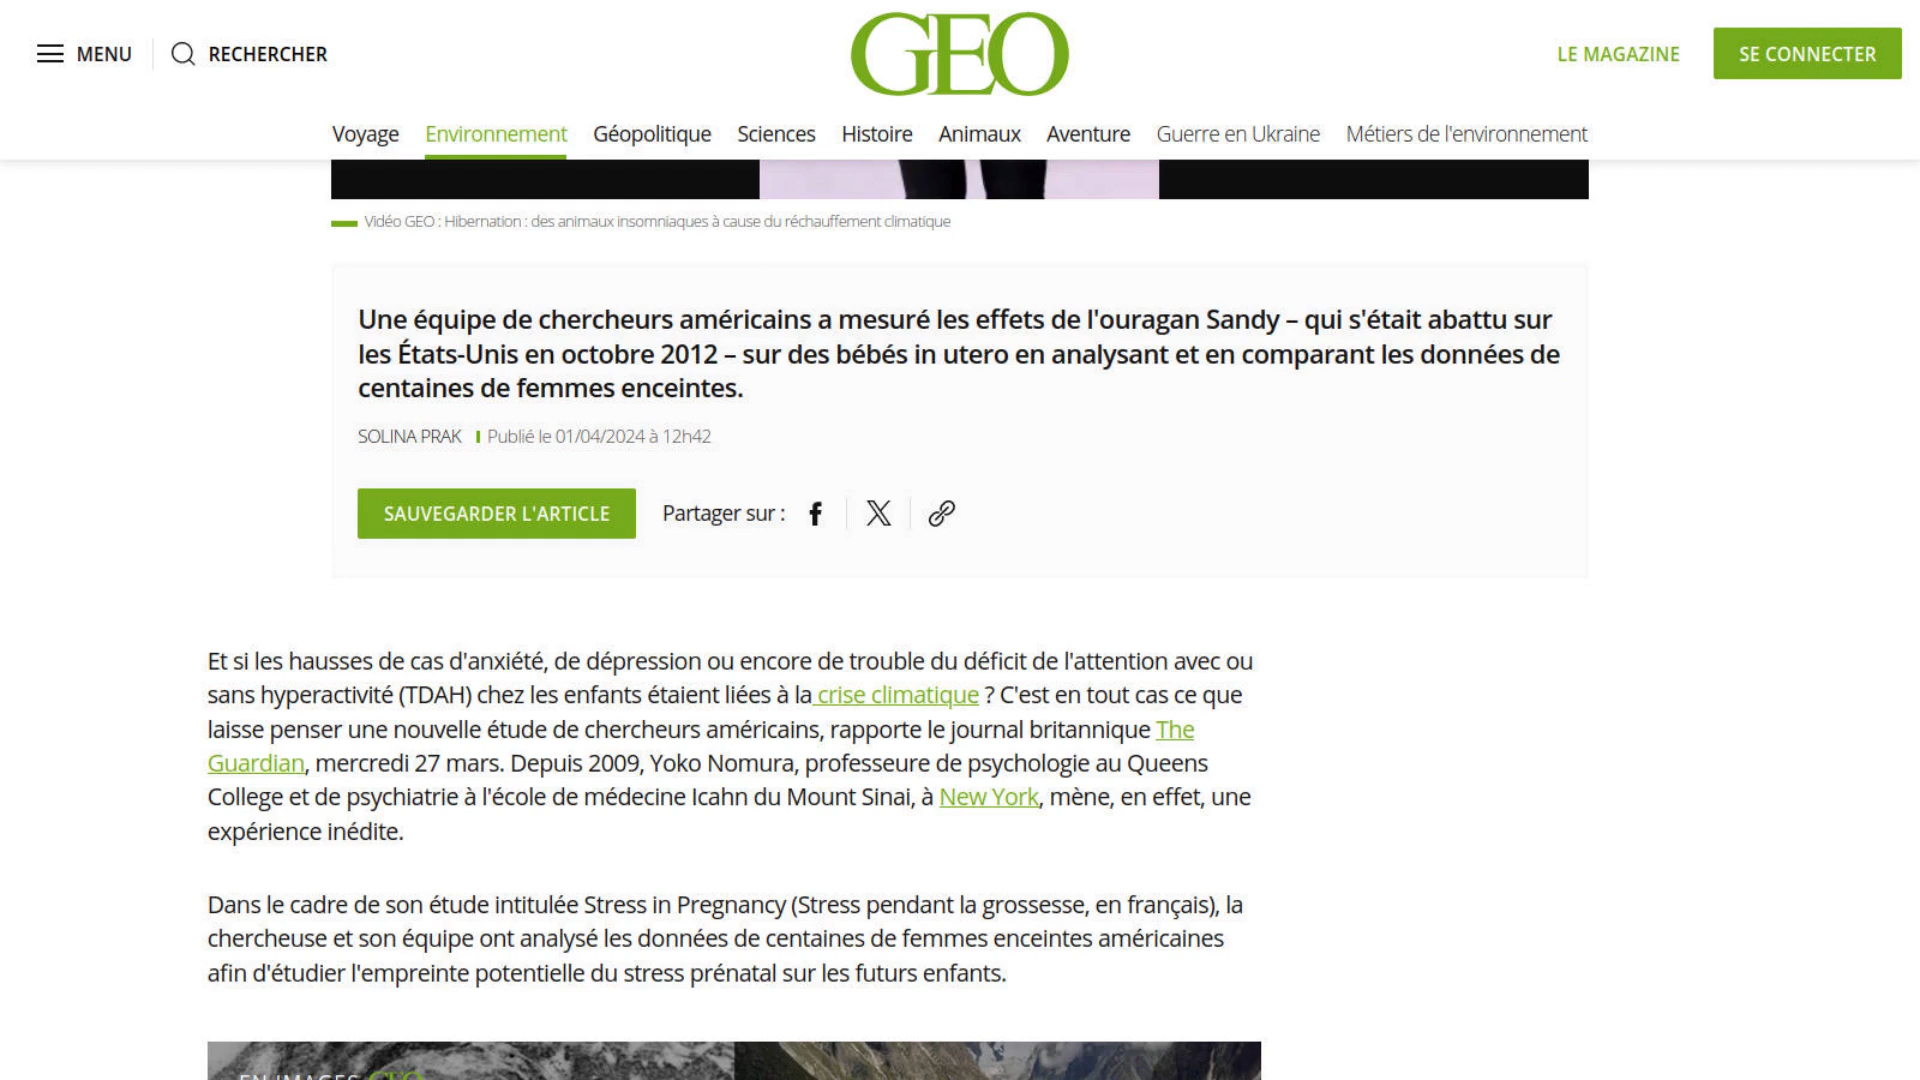 MENU
RECHERCHER
GEO
LE MAGAZINE
SE CONNECTER
Voyage Environnement Géopolitique Sciences Histoire Animaux Aventure Guerre en Ukraine Métiers de l'environnement
Vidéo GEO : Hibernation : des animaux insomniaques à cause du réchauffement climatique
Une équipe de chercheurs américains a mesuré les effets de l'ouragan Sandy – qui s'était abattu sur
les États-Unis en octobre 2012 – sur des bébés in utero en analysant et en comparant les données de
centaines de femmes enceintes.
SOLINA PRAK Publié le 01/04/2024 à 12h42
SAUVEGARDER L'ARTICLE
Partager sur :
Et si les hausses de cas d'anxiété, de dépression ou encore de trouble du déficit de l'attention avec ou
sans hyperactivité (TDAH) chez les enfants étaient liées à la crise climatique ? C'est en tout cas ce que
laisse penser une nouvelle étude de chercheurs américains, rapporte le journal britannique The
Guardian, mercredi 27 mars. Depuis 2009, Yoko Nomura, professeure de psychologie au Queens
College et de psychiatrie à l'école de médecine Icahn du Mount Sinai, à New York, mène, en effet, une
expérience inédite.
Dans le cadre de son étude intitulée Stress in Pregnancy (Stress pendant la grossesse, en français), la
chercheuse et son équipe ont analysé les données de centaines de femmes enceintes américaines
afin d'étudier l'empreinte potentielle du stress prénatal sur les futurs enfants.
EN IMAGES GEO